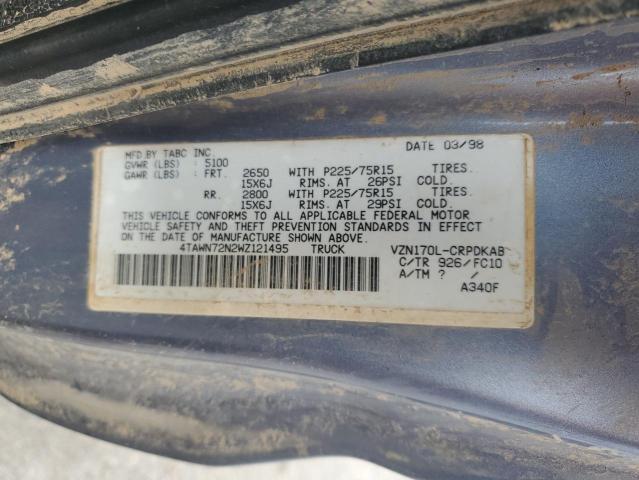 MFD.BY TABC INC. DATE 03/98
GVWR (LBS) : 5100
GAWR (LBS) : FRT. 2650 WITH P225/75R15 TIRES.
15X6J RIMS. AT 26PSI COLD.
RR. 2800 WITH P225/75R15 TIRES.
15X6J RIMS. AT 29PSI COLD.
THIS VEHICLE CONFORMS TO ALL APPLICABLE FEDERAL MOTOR
VEHICLE SAFETY AND THEFT PREVENTION STANDARDS IN EFFECT
ON THE DATE OF MANUFACTURE SHOWN ABOVE.
4TAWN72N2WZ121495 TRUCK VZN170L-CRPDKAB
C/TR 926/FC10
A/TM ? /
A340F